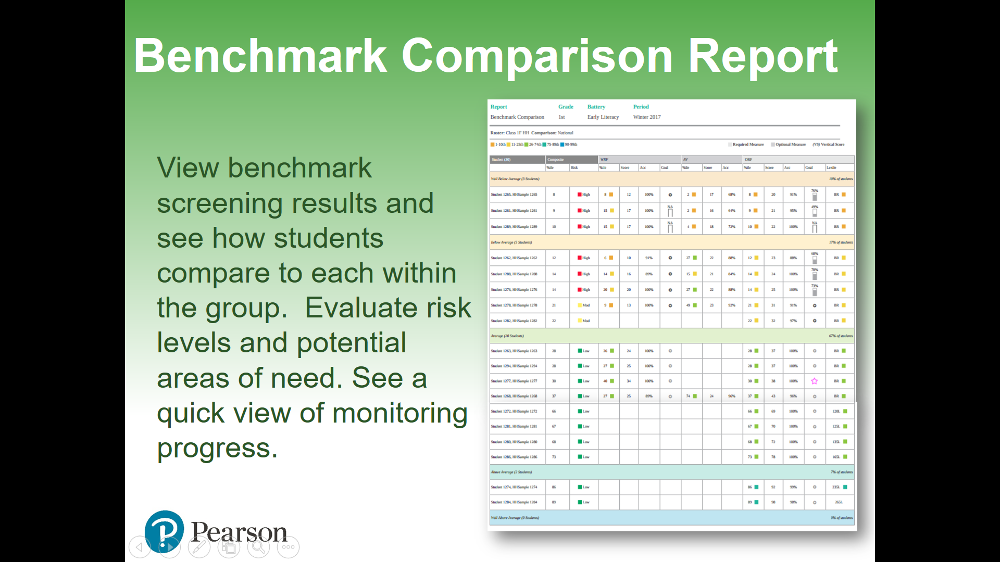 Benchmark Comparison Report
View benchmark
screening results and
see how students
compare to each within
the group.  Evaluate risk
levels and potential
areas of need. See a
quick view of monitoring
progress.
Report Grade Battery Period
Benchmark Comparison 1st Early Literacy Winter 2017
Roster: Class 1F HH Comparison: National
1-10th 11-25th 26-74th 75-89th 90-99th Required Measure Optional Measure (VS) Vertical Score
Student (30) Composite WRF AV ORF
%ile Risk %ile Score Acc Goal %ile Score Acc %ile Score Acc Goal Lexile
Well Below Average (3 Students) 10% of students
Student 1265, HHSample 1265 8 High 8 12 100% 2 17 68% 8 20 91% 76% BR
Student 1261, HHSample 1261 9 High 15 17 100% NA 2 16 64% 9 21 95% 49% BR
Student 1289, HHSample 1289 10 High 15 17 100% NA 4 18 72% 10 22 100% NA BR
Below Average (5 Students) 17% of students
Student 1262, HHSample 1262 12 High 6 10 91% 27 22 88% 12 23 88% 60% BR
Student 1288, HHSample 1288 14 High 14 16 89% 15 21 84% 14 24 100% 70% BR
Student 1276, HHSample 1276 14 High 20 20 100% 27 22 88% 14 25 100% 73% BR
Student 1278, HHSample 1278 21 Mod 9 13 100% 49 23 92% 21 31 91% BR
Student 1282, HHSample 1282 22 Mod 22 32 97% BR
Average (20 Students) 67% of students
Student 1263, HHSample 1263 28 Low 26 24 100% 28 37 100% BR
Student 1294, HHSample 1294 28 Low 27 25 100% 28 37 100% BR
Student 1277, HHSample 1277 30 Low 40 34 100% 30 38 100% BR
Student 1268, HHSample 1268 37 Low 27 25 89% 74 24 96% 37 43 96% BR
Student 1272, HHSample 1272 66 Low 66 69 100% 120L
Student 1281, HHSample 1281 67 Low 67 70 100% 125L
Student 1280, HHSample 1280 68 Low 68 72 100% 135L
Student 1286, HHSample 1286 73 Low 73 78 100% 165L
Above Average (2 Students) 7% of students
Student 1274, HHSample 1274 86 Low 86 92 99% 235L
Student 1284, HHSample 1284 89 Low 89 98 98% 265L
Well Above Average (0 Students) 0% of students
Pearson